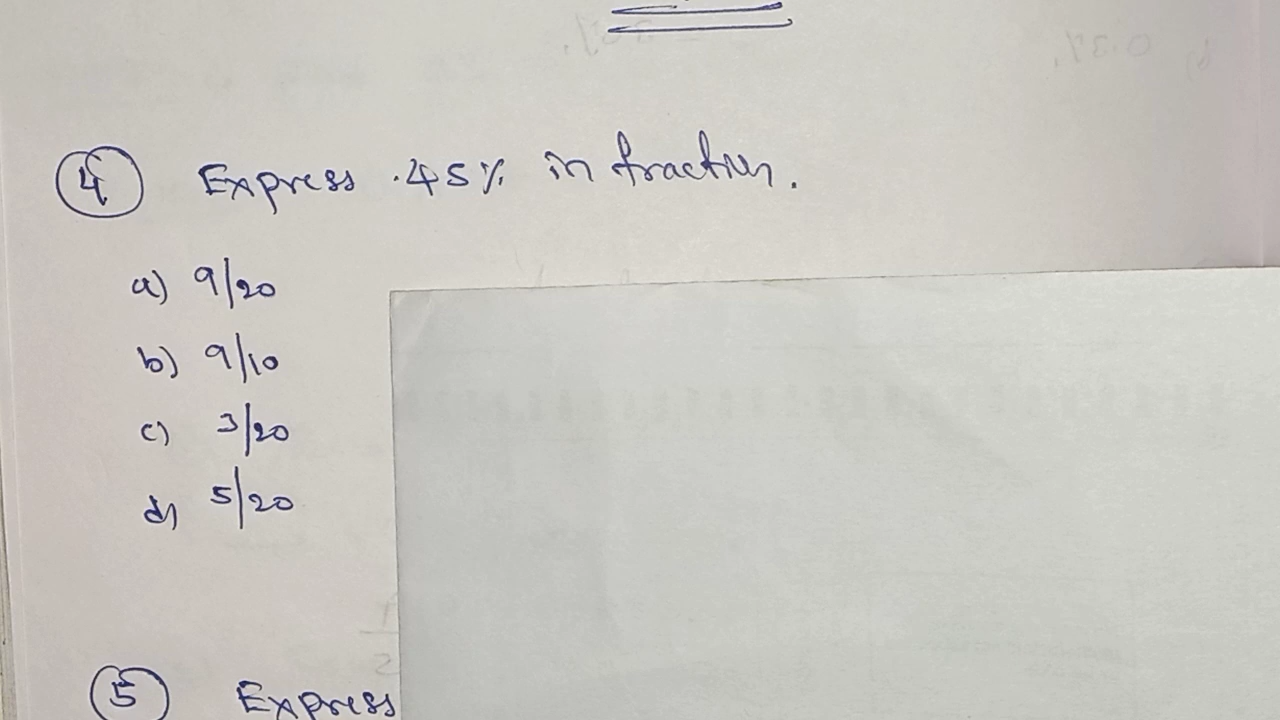 4 Express .45% in fraction.
a) 9/20
b) 9/10
c) 3/20
d) 5/20
5 Express